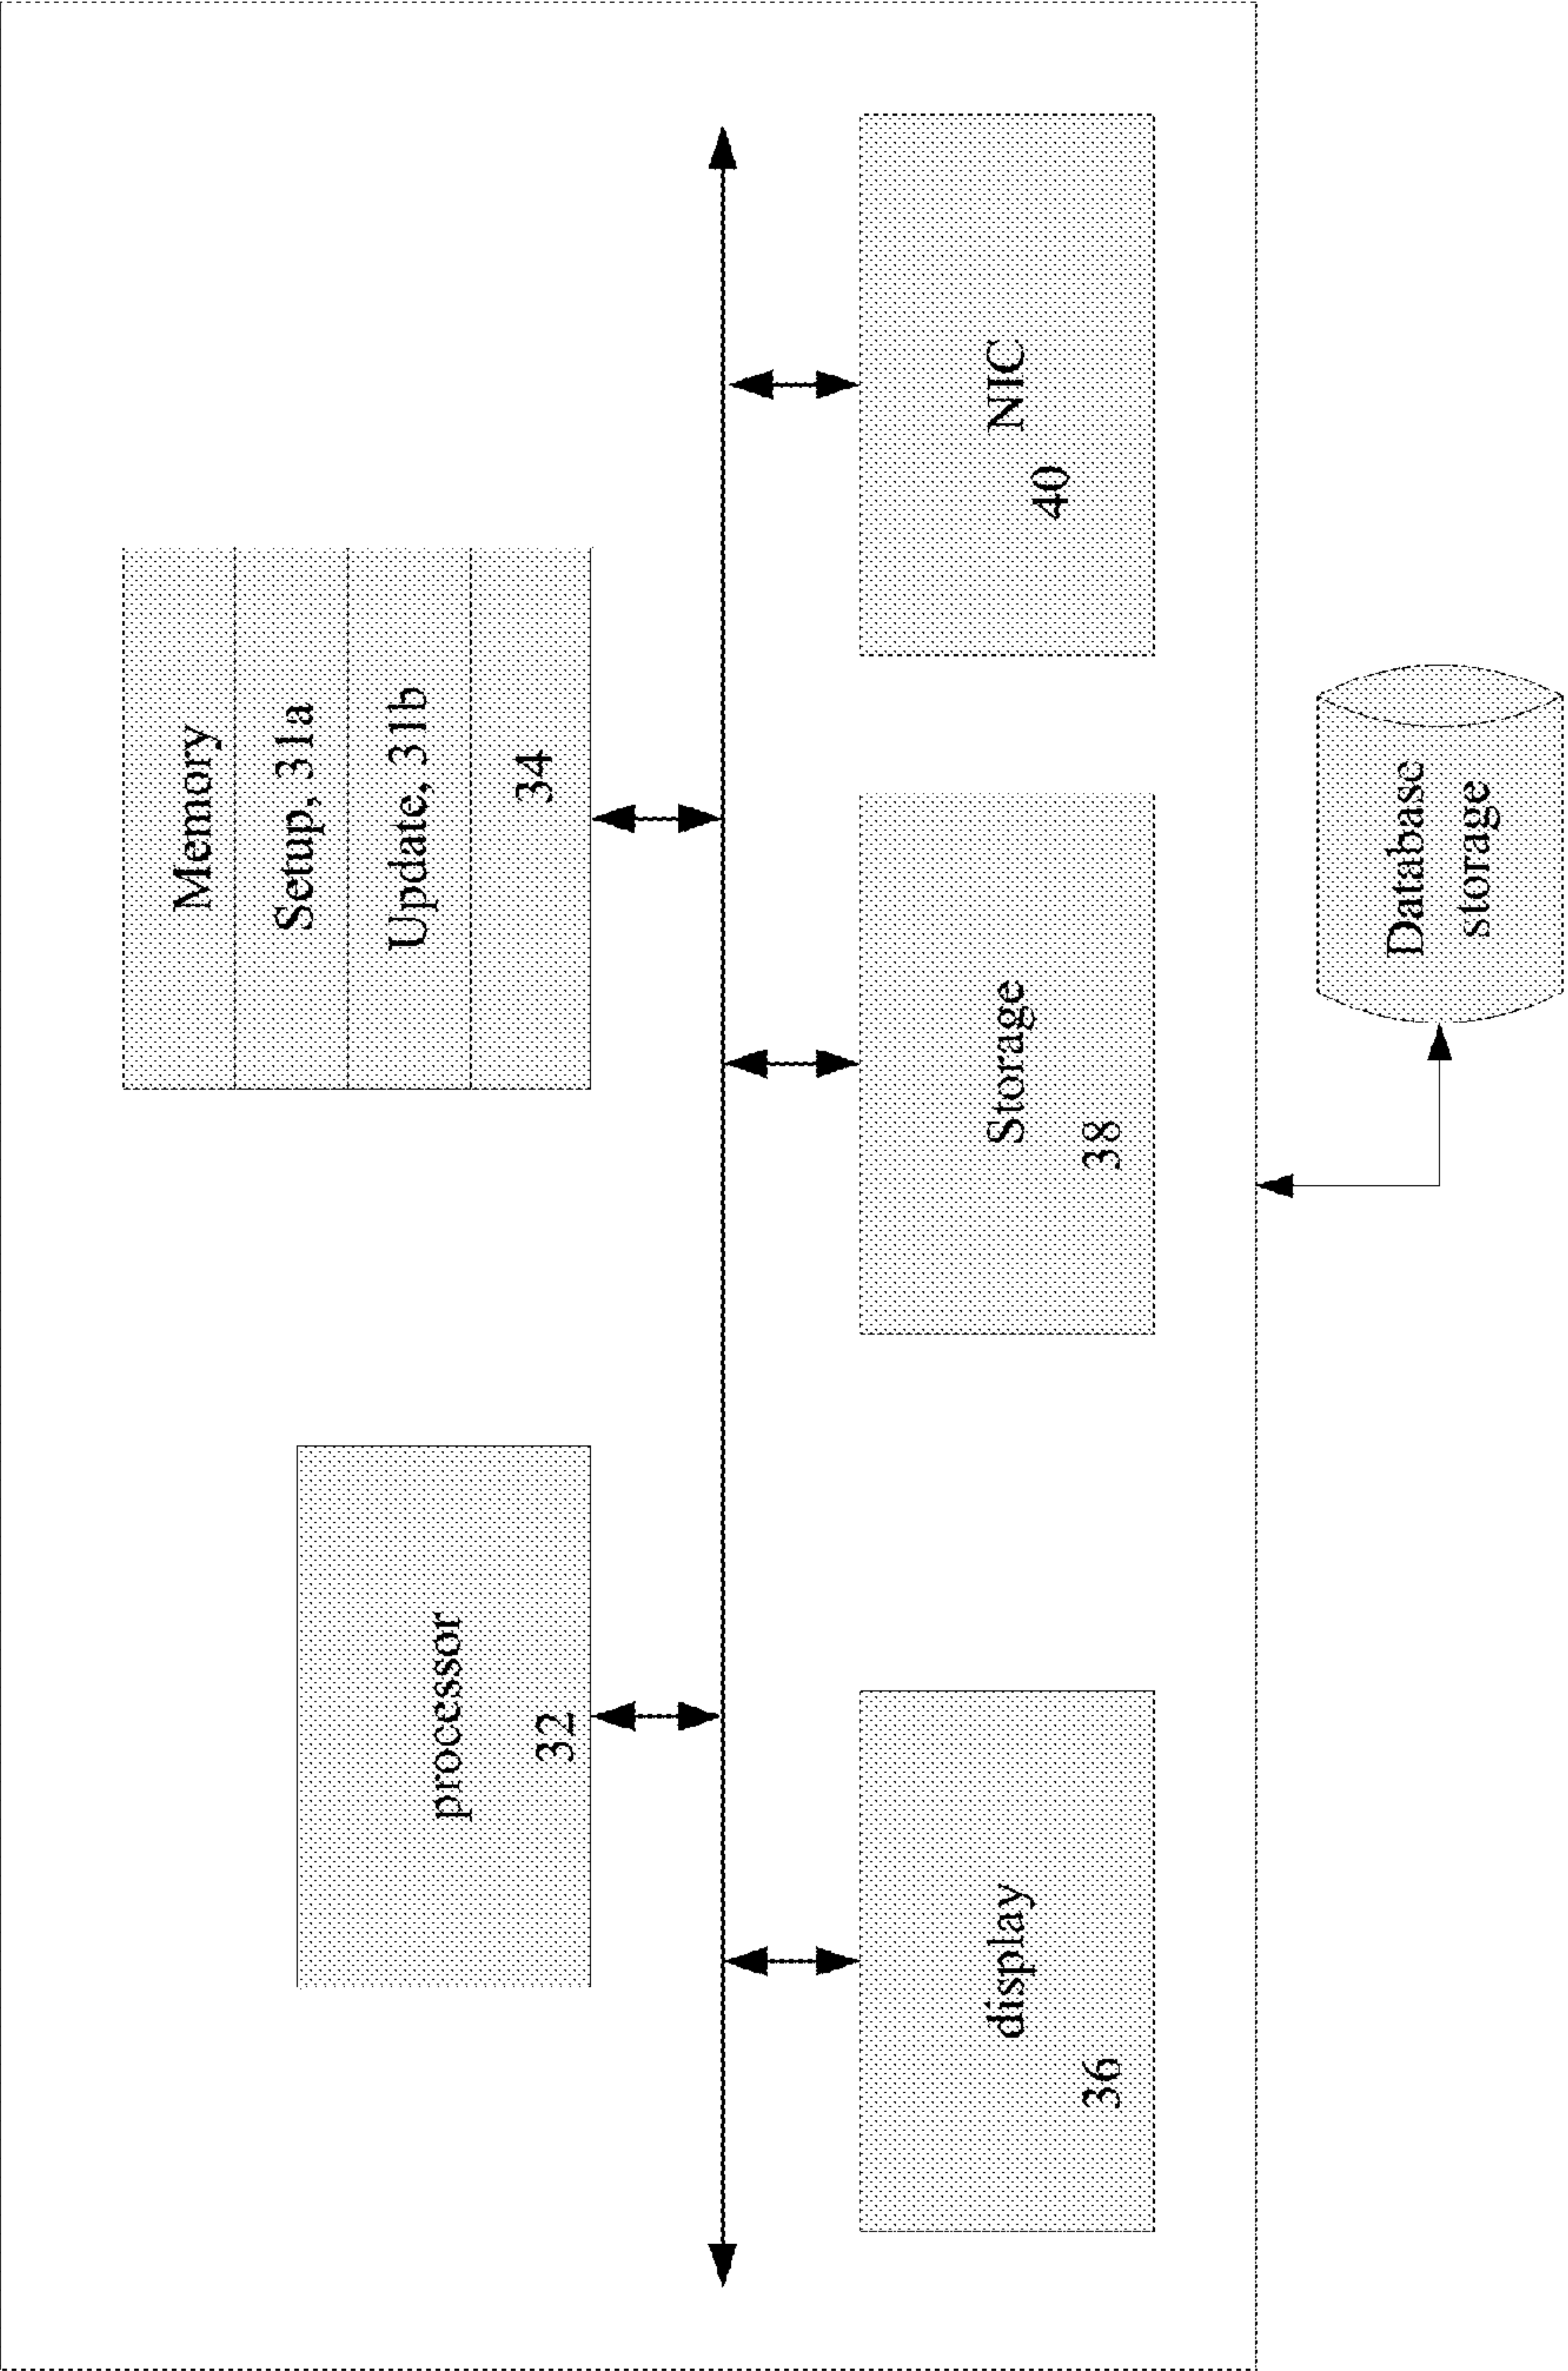 Memory
Setup, 31a
Update, 31b
34
processor
32
display
36
Storage
38
NIC
40
Database
storage